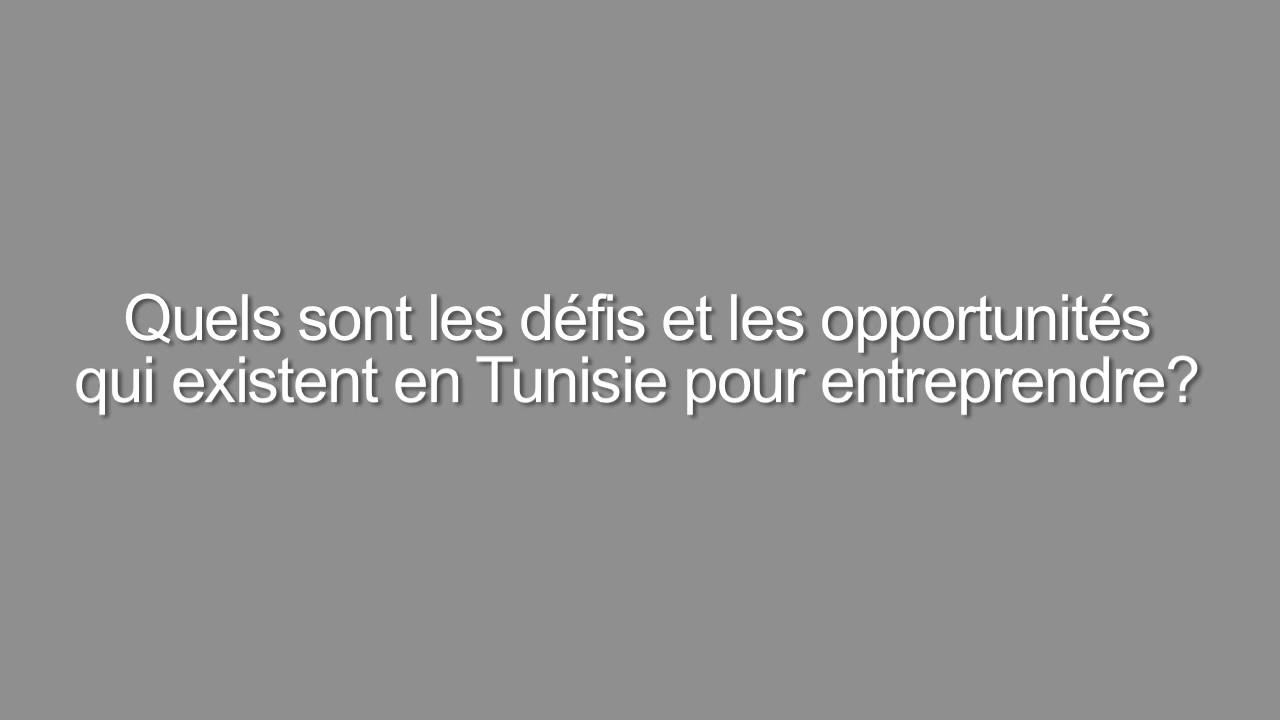 Quels sont les défis et les opportunités
qui existent en Tunisie pour entreprendre?